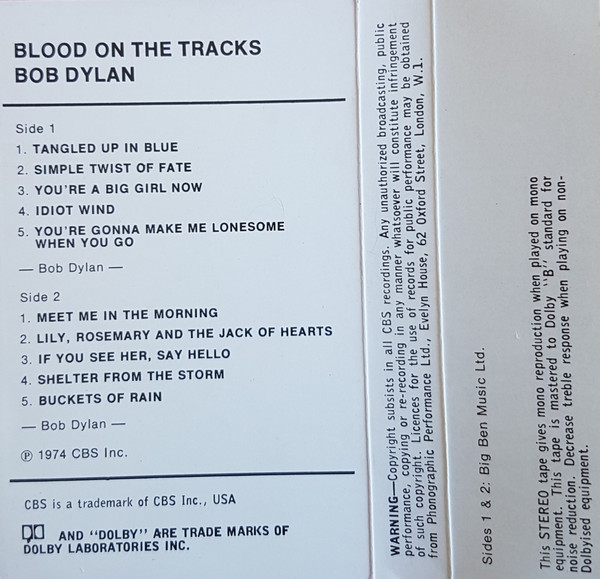 BLOOD ON THE TRACKS
BOB DYLAN
Side 1
1. TANGLED UP IN BLUE
2. SIMPLE TWIST OF FATE
3. YOU'RE A BIG GIRL NOW
4. IDIOT WIND
5. YOU'RE GONNA MAKE ME LONESOME
WHEN YOU GO
— Bob Dylan —
Side 2
1. MEET ME IN THE MORNING
2. LILY, ROSEMARY AND THE JACK OF HEARTS
3. IF YOU SEE HER, SAY HELLO
4. SHELTER FROM THE STORM
5. BUCKETS OF RAIN
— Bob Dylan —
℗ 1974 CBS Inc.
CBS is a trademark of CBS Inc., USA
AND "DOLBY" ARE TRADE MARKS OF
DOLBY LABORATORIES INC.
WARNING—Copyright subsists in all CBS recordings. Any unauthorized broadcasting, public
performance, copying or re-recording in any manner whatsoever will constitute infringement
of such copyright. Licences for the use of records for public performance may be obtained
from Phonographic Performance Ltd., Evelyn House, 62 Oxford Street, London, W.1.
Sides 1 & 2: Big Ben Music Ltd.
This STEREO tape gives mono reproduction when played on mono
equipment. This tape is mastered to Dolby "B" standard for
noise reduction. Decrease treble response when playing on non-
Dolbyised equipment.